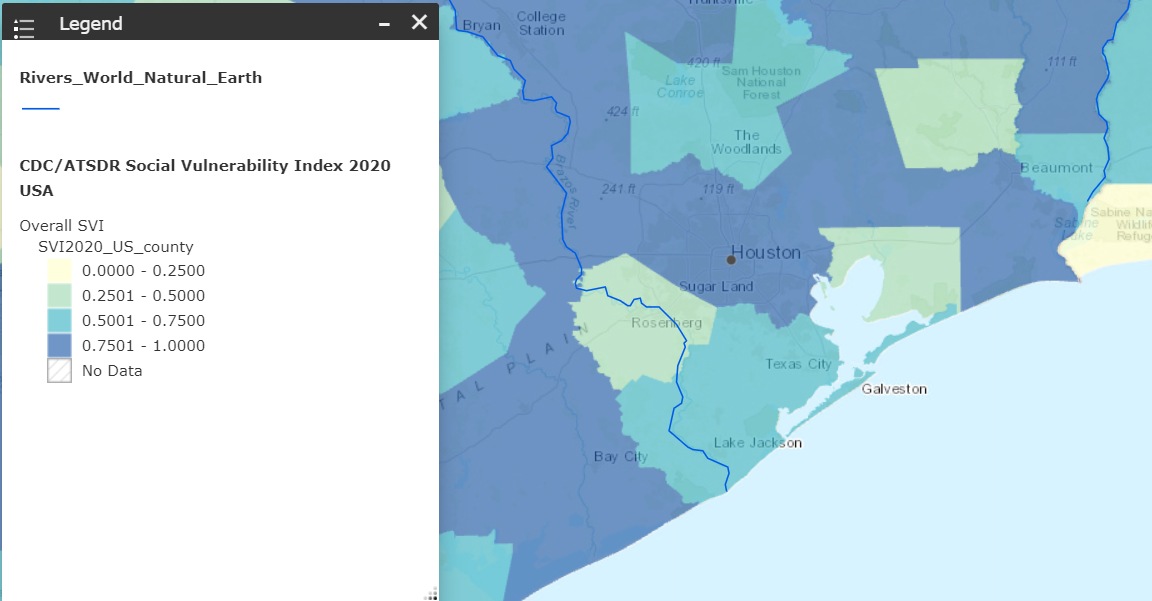 Legend
Rivers_World_Natural_Earth
CDC/ATSDR Social Vulnerability Index 2020
USA
Overall SVI
SVI2020_US_county
0.0000 - 0.2500
0.2501 - 0.5000
0.5001 - 0.7500
0.7501 - 1.0000
No Data
Huntsville
College
Station
Bryan
420 ft
111 ft
Lake
Conroe
Sam Houston
National
Forest
424 ft
The
Woodlands
Brazos River
Beaumont
241 ft
119 ft
Sabine Na
Wildlif
Refug
Sabine
Lake
Houston
Sugar Land
Rosenberg
TAL PLAIN
Texas City
Galveston
Lake Jackson
Bay City